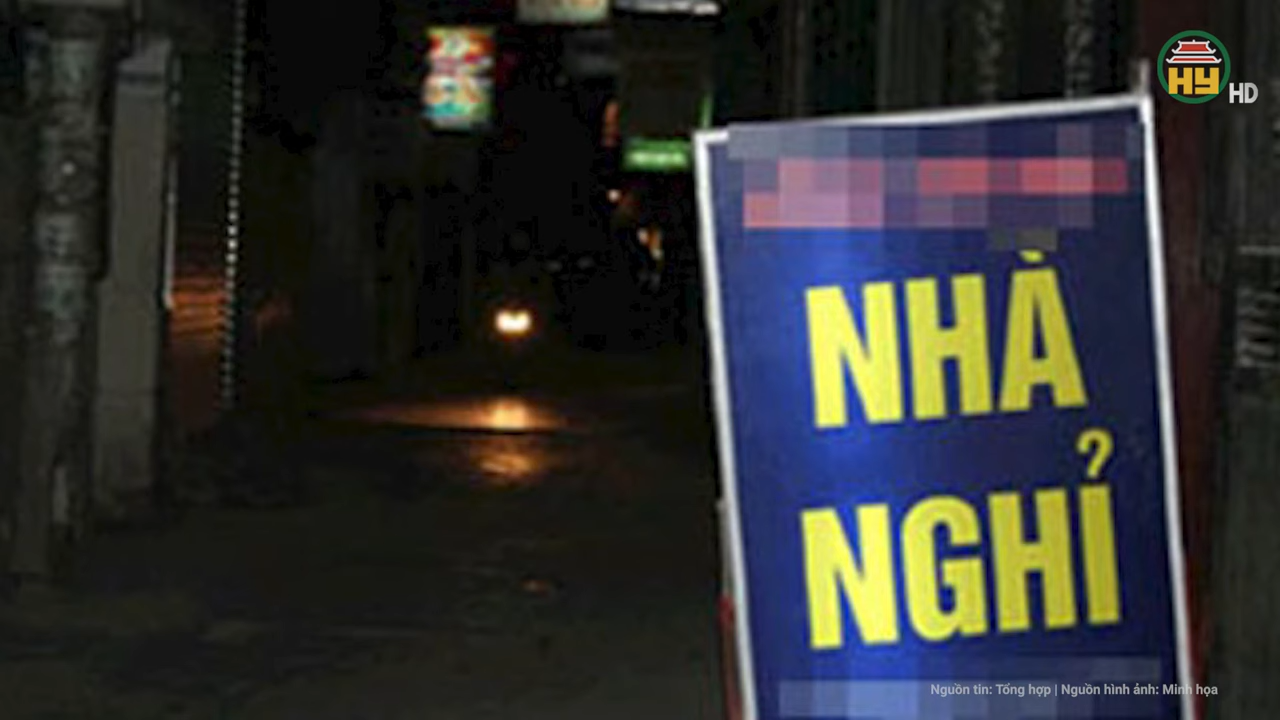 HY HD
NHÀ
NGHỈ
Nguồn tin: Tổng hợp | Nguồn hình ảnh: Minh họa